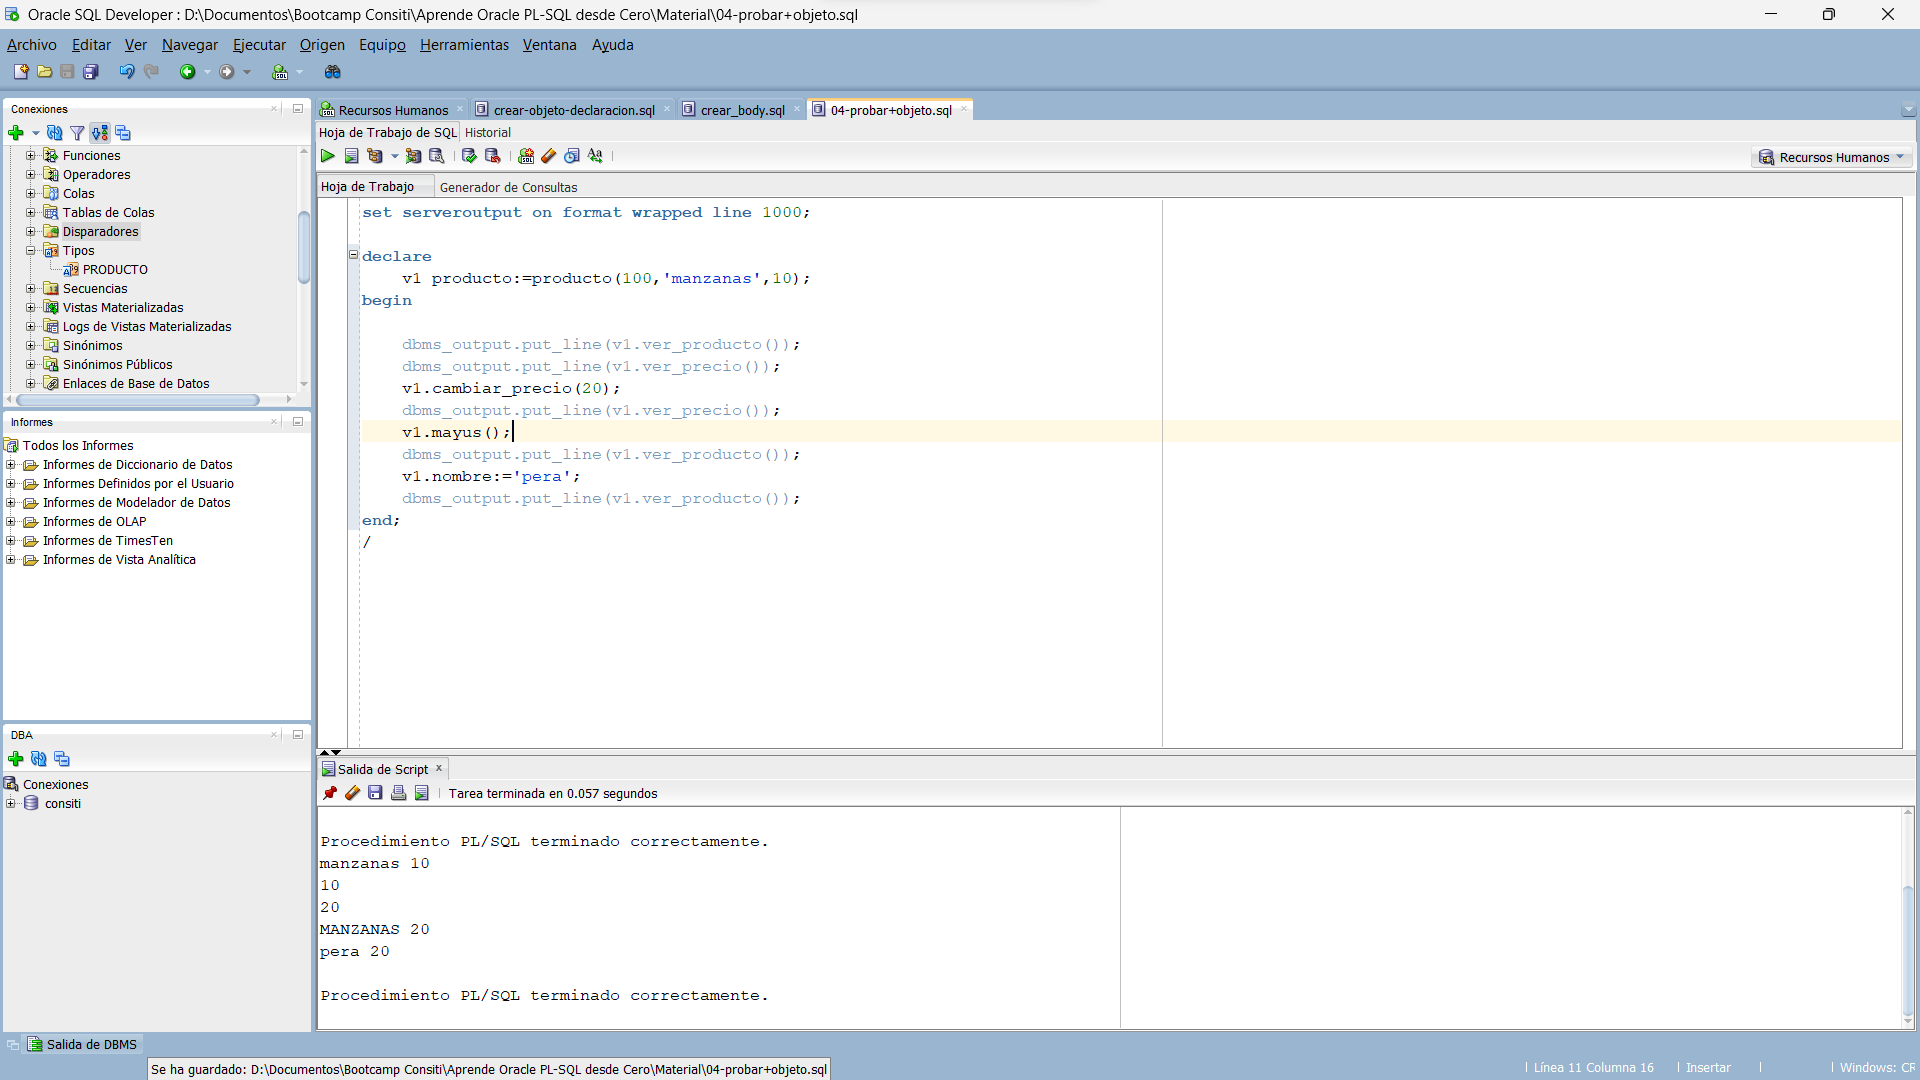 Oracle SQL Developer : D:\Documentos\Bootcamp Consiti\Aprende Oracle PL-SQL desde Cero\Material\04-probar+objeto.sql
Archivo Editar Ver Navegar Ejecutar Origen Equipo Herramientas Ventana Ayuda
Conexiones
Funciones
Operadores
Colas
Tablas de Colas
Disparadores
Tipos
PRODUCTO
Secuencias
Vistas Materializadas
Logs de Vistas Materializadas
Sinónimos
Sinónimos Públicos
Enlaces de Base de Datos
Informes
Todos los Informes
Informes de Diccionario de Datos
Informes Definidos por el Usuario
Informes de Modelador de Datos
Informes de OLAP
Informes de TimesTen
Informes de Vista Analítica
DBA
Conexiones
consiti
Recursos Humanos crear-objeto-declaracion.sql crear_body.sql 04-probar+objeto.sql
Hoja de Trabajo de SQL Historial
Recursos Humanos
Hoja de Trabajo Generador de Consultas
set serveroutput on format wrapped line 1000;
declare
v1 producto:=producto(100,'manzanas',10);
begin
dbms_output.put_line(v1.ver_producto());
dbms_output.put_line(v1.ver_precio());
v1.cambiar_precio(20);
dbms_output.put_line(v1.ver_precio());
v1.mayus();
dbms_output.put_line(v1.ver_producto());
v1.nombre:='pera';
dbms_output.put_line(v1.ver_producto());
end;
/
Salida de Script
Tarea terminada en 0.057 segundos
Procedimiento PL/SQL terminado correctamente.
manzanas 10
10
20
MANZANAS 20
pera 20
Procedimiento PL/SQL terminado correctamente.
Salida de DBMS
Se ha guardado: D:\Documentos\Bootcamp Consiti\Aprende Oracle PL-SQL desde Cero\Material\04-probar+objeto.sql
Línea 11 Columna 16 Insertar Windows: CR